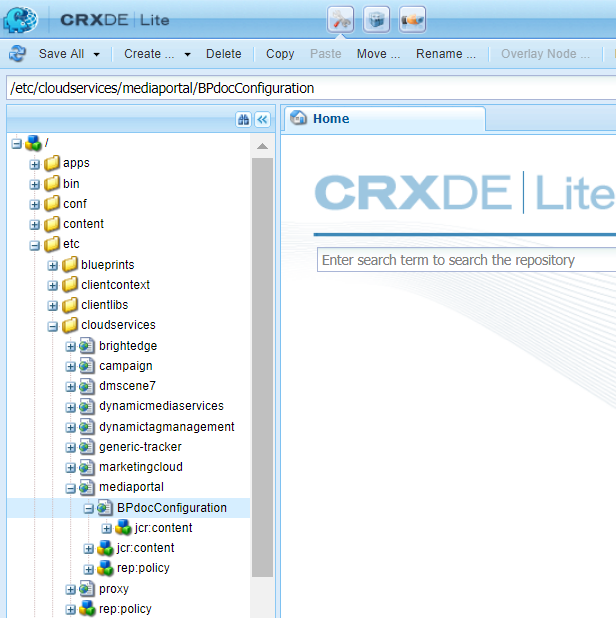 CRXDE | Lite
Save All Create ... Delete Copy Paste Move ... Rename ... Overlay Node ...
/etc/cloudservices/mediaportal/BPdocConfiguration
Home
/
apps
bin
conf
content
etc
blueprints
clientcontext
clientlibs
cloudservices
brightedge
campaign
dmscene7
dynamicmediaservices
dynamictagmanagement
generic-tracker
marketingcloud
mediaportal
BPdocConfiguration
jcr:content
jcr:content
rep:policy
proxy
rep:policy
CRXDE | Lite
Enter search term to search the repository